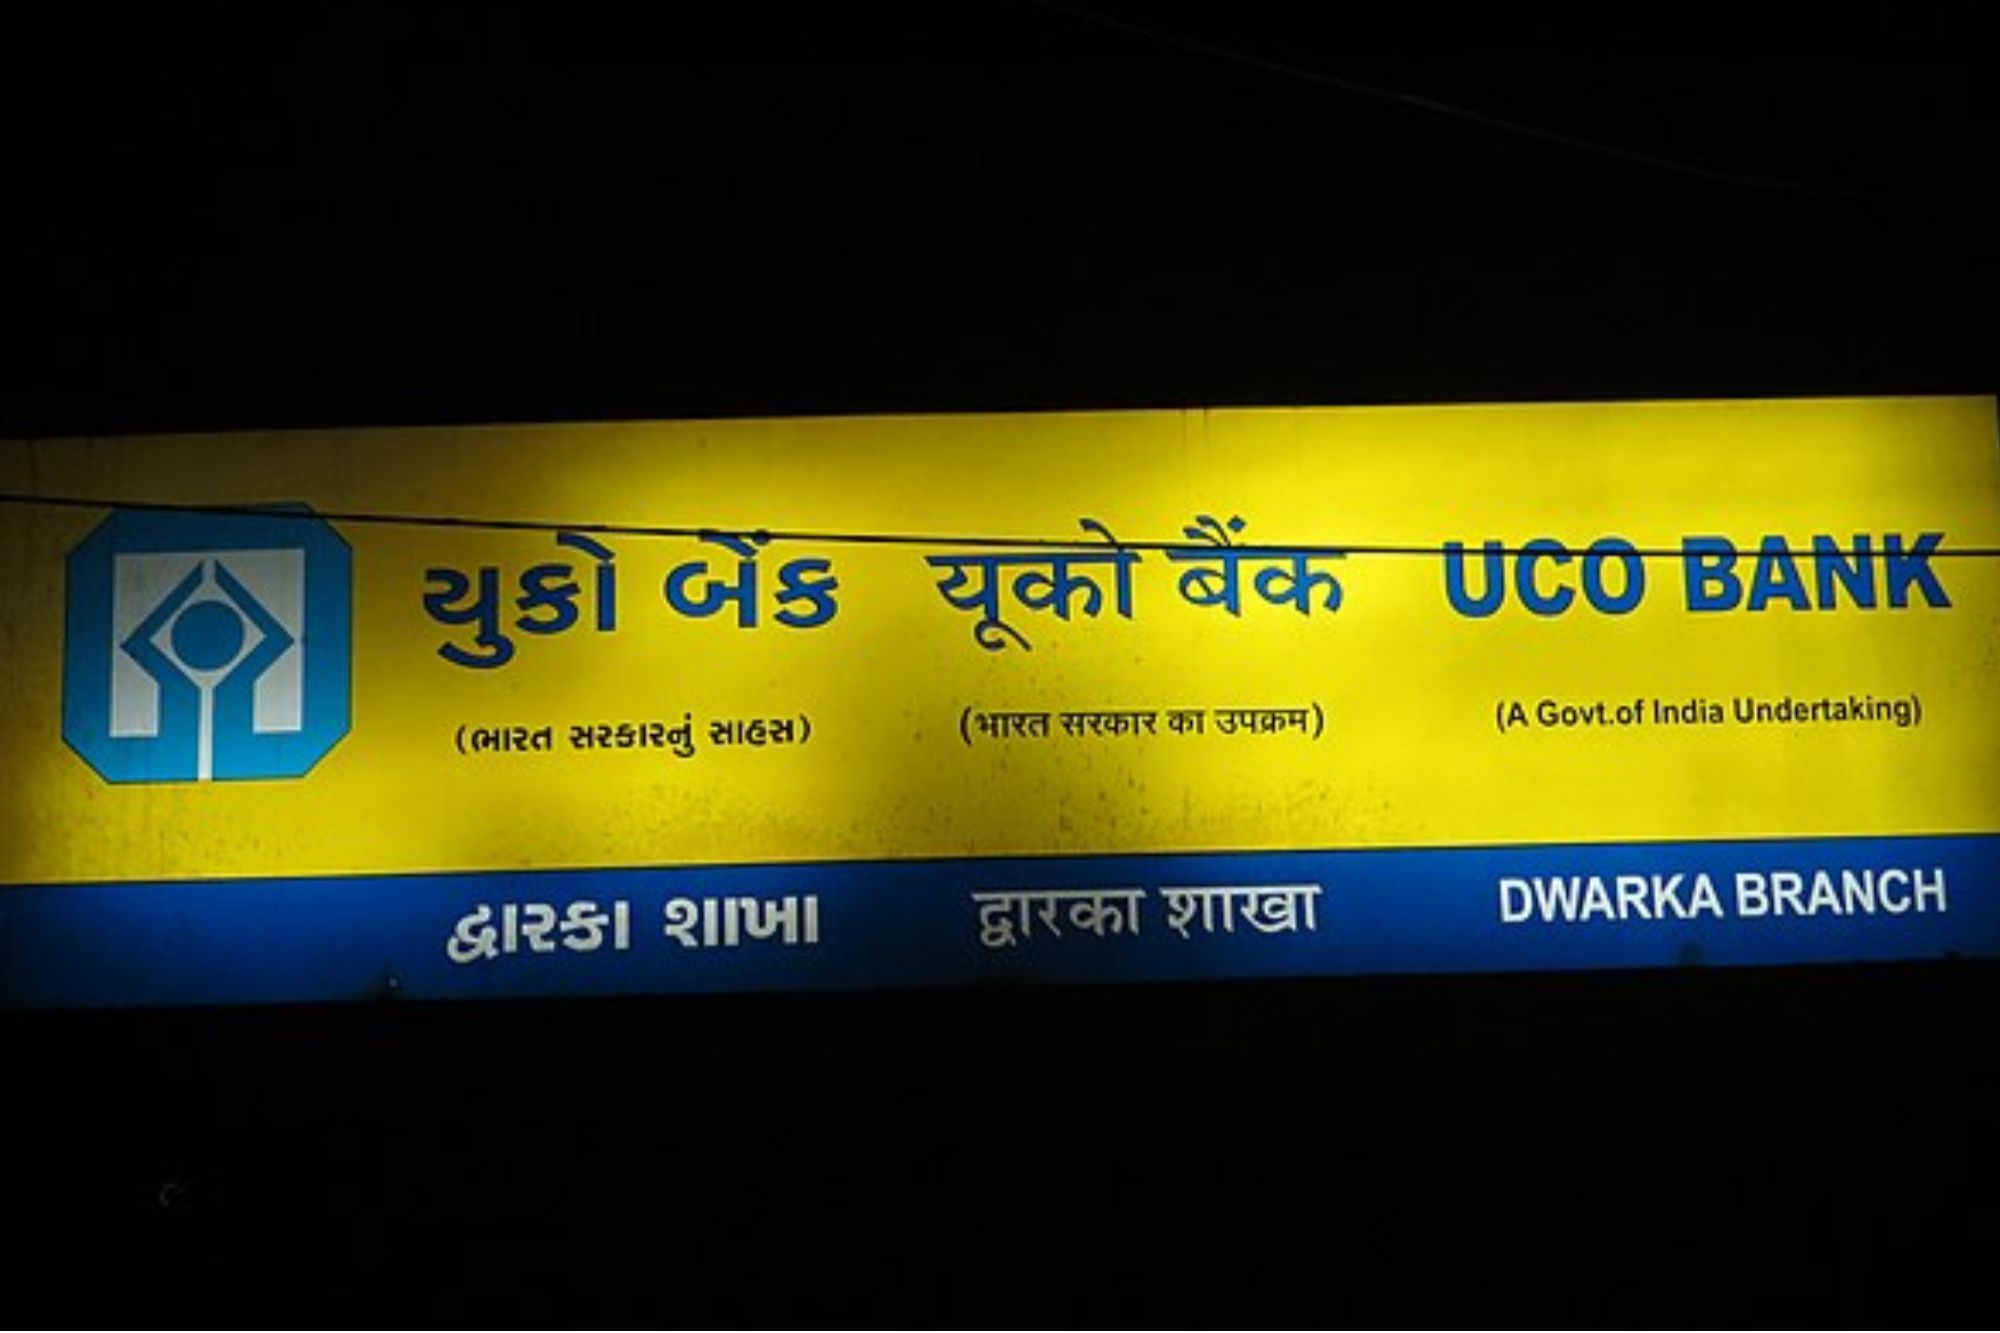 યુકો બેંક यूको बैंक UCO BANK
(ભારત સરકારનું સાહસ) (भारत सरकार का उपक्रम) (A Govt.of India Undertaking)
દ્વારકા શાખા द्वारका शाखा DWARKA BRANCH